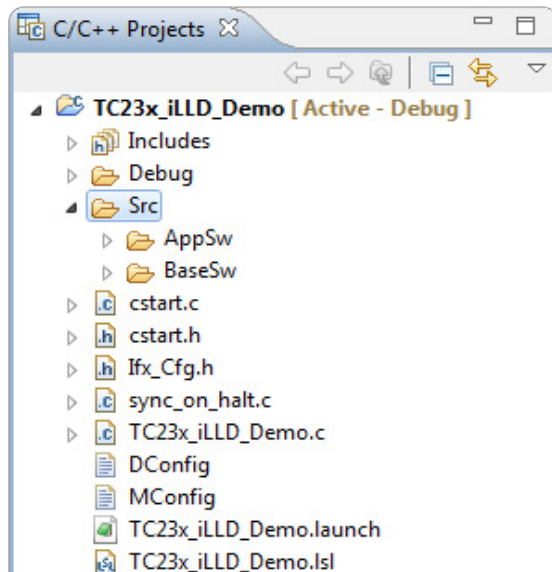 C/C++ Projects
TC23x_iLLD_Demo [ Active - Debug ]
Includes
Debug
Src
AppSw
BaseSw
cstart.c
cstart.h
Ifx_Cfg.h
sync_on_halt.c
TC23x_iLLD_Demo.c
DConfig
MConfig
TC23x_iLLD_Demo.launch
TC23x_iLLD_Demo.lsl